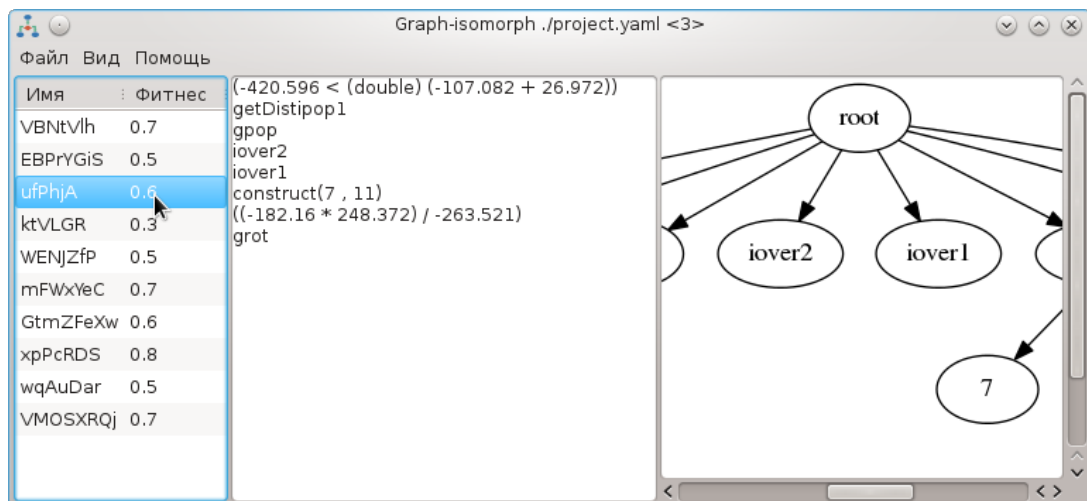 Graph-isomorph ./project.yaml <3>
Файл Вид Помощь
Имя Фитнес
VBNtVlh 0.7
EBPrYGiS 0.5
ufPhjA 0.6
ktVLGR 0.3
WENJZfP 0.5
mFWxYeC 0.7
GtmZFeXw 0.6
xpPcRDS 0.8
wqAuDar 0.5
VMOSXRQj 0.7
(-420.596 < (double) (-107.082 + 26.972))
getDistipop1
gpop
iover2
iover1
construct(7 , 11)
((-182.16 * 248.372) / -263.521)
grot
root
iover2 iover1
7